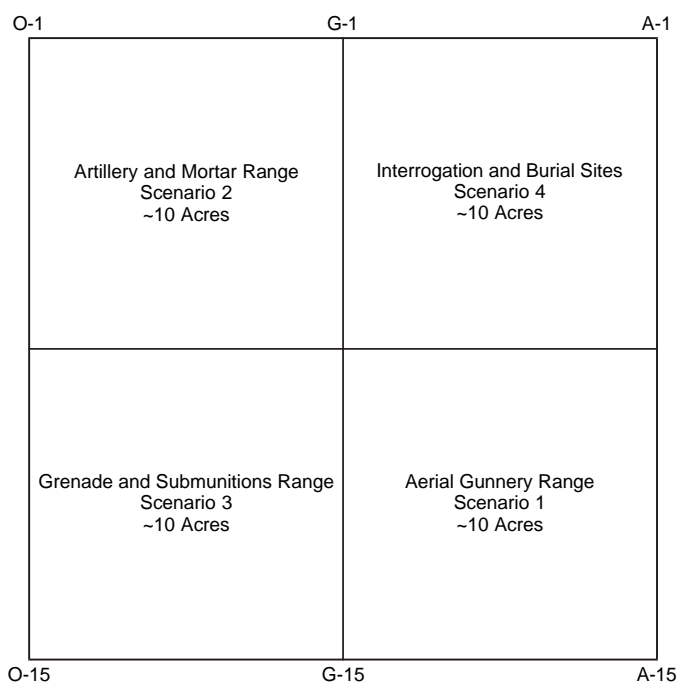 O-1
G-1
A-1
Artillery and Mortar Range
Scenario 2
~10 Acres
Interrogation and Burial Sites
Scenario 4
~10 Acres
Grenade and Submunitions Range
Scenario 3
~10 Acres
Aerial Gunnery Range
Scenario 1
~10 Acres
O-15
G-15
A-15